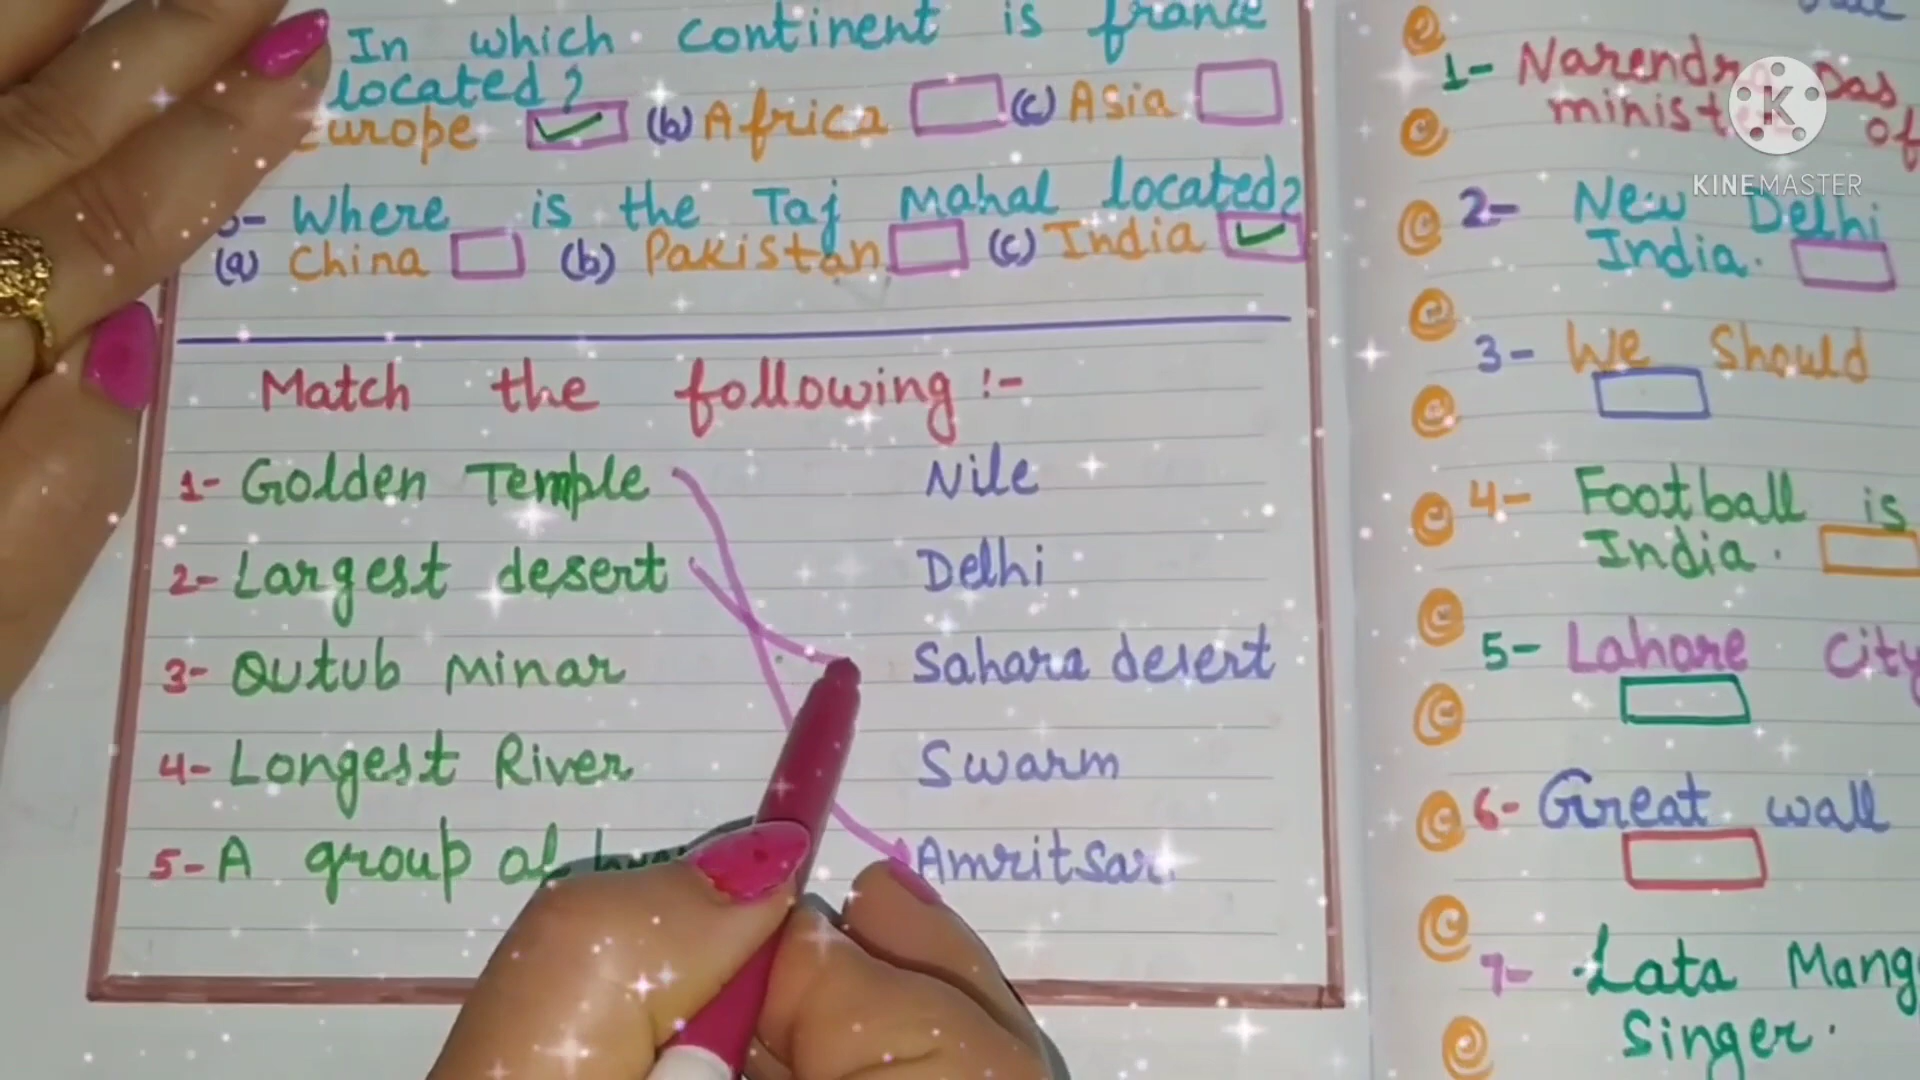 In which continent is france
located?
Europe (b) Africa (c) Asia
Where is the Taj Mahal located?
(a) China (b) Pakistan (c) India
Match the following :-
1- Golden Temple Nile
2- Largest desert Delhi
3- Qutub Minar Sahara desert
4- Longest River Swarm
5- A group of Amritsar
1- Narendra Das
of
2- New Delhi
India.
3- We Should
4- Football is
India.
5- Lahore City
6- Great wall
7- Lata
Singer.
KINEMASTER